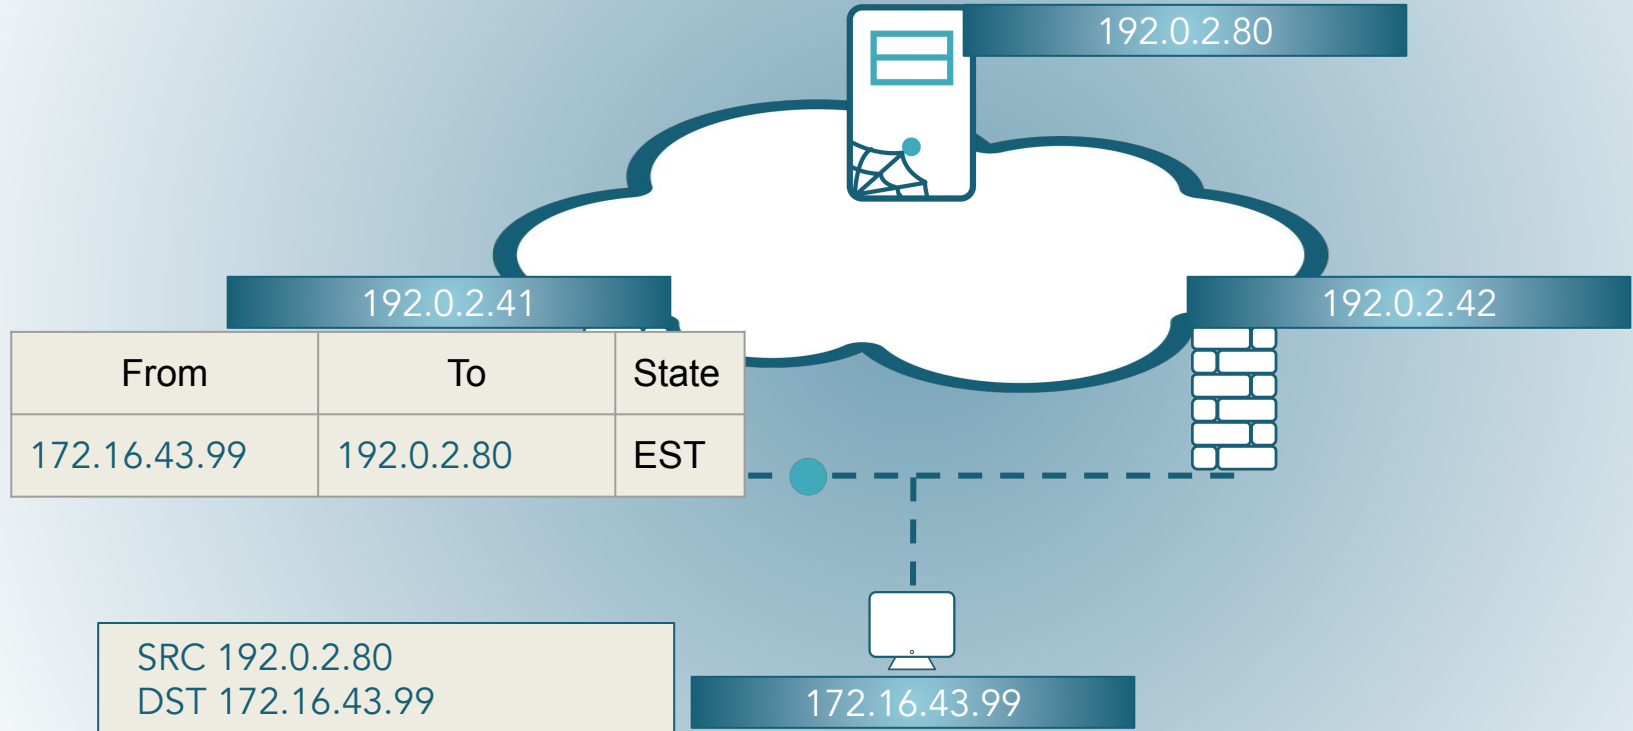 192.0.2.80
192.0.2.41
192.0.2.42
From To State
172.16.43.99 192.0.2.80 EST
SRC 192.0.2.80
DST 172.16.43.99
172.16.43.99